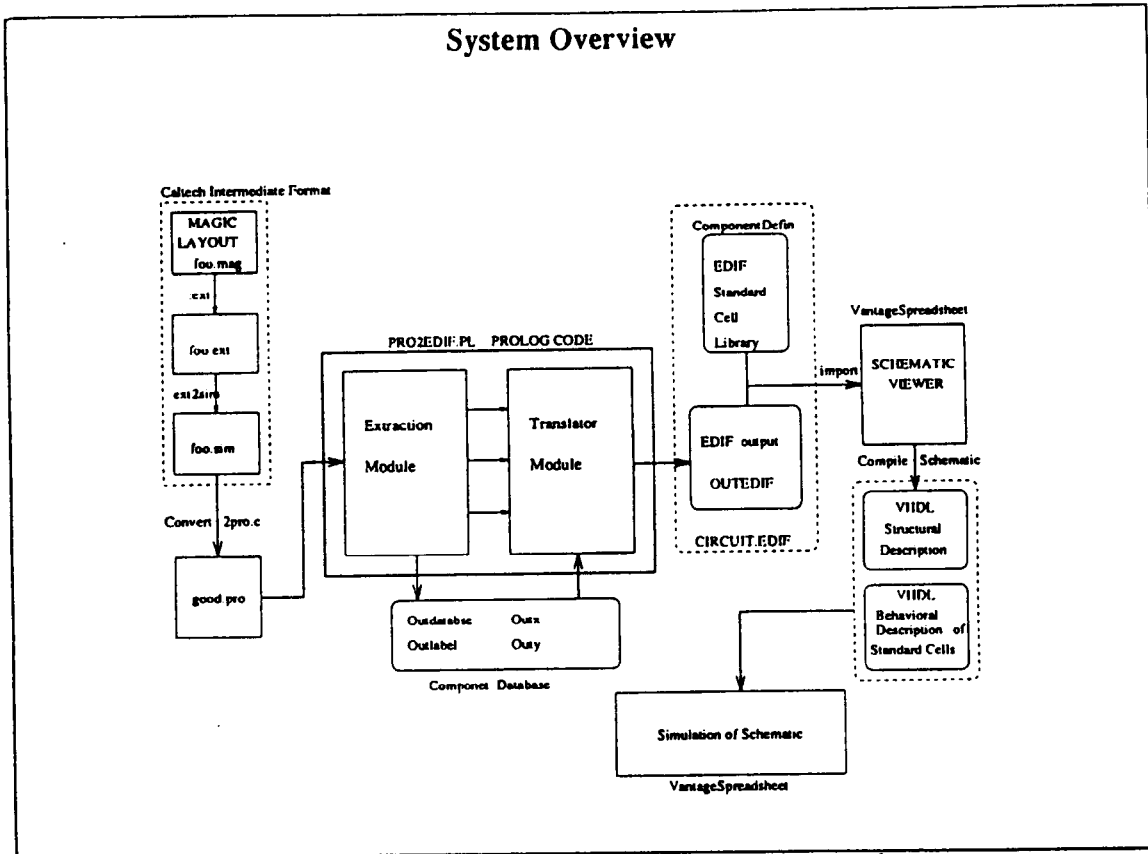 System Overview
Caltech Intermediate Format
MAGIC
LAYOUT
foo.mag
.ext
foo.ext
ext2sim
foo.sim
Convert 2pro.c
good.pro
PRO2EDIF.PL PROLOG CODE
Extraction
Module
Translator
Module
Outdatabse Outx
Outlabel Outy
Componet Database
ComponentDefin
EDIF
Standard
Cell
Library
EDIF output
OUTEDIF
CIRCUIT.EDIF
import
VantageSpreadsheet
SCHEMATIC
VIEWER
Compile Schematic
VHDL
Structural
Description
VHDL
Behavioral
Description of
Standard Cells
Simulation of Schematic
VantageSpreadsheet